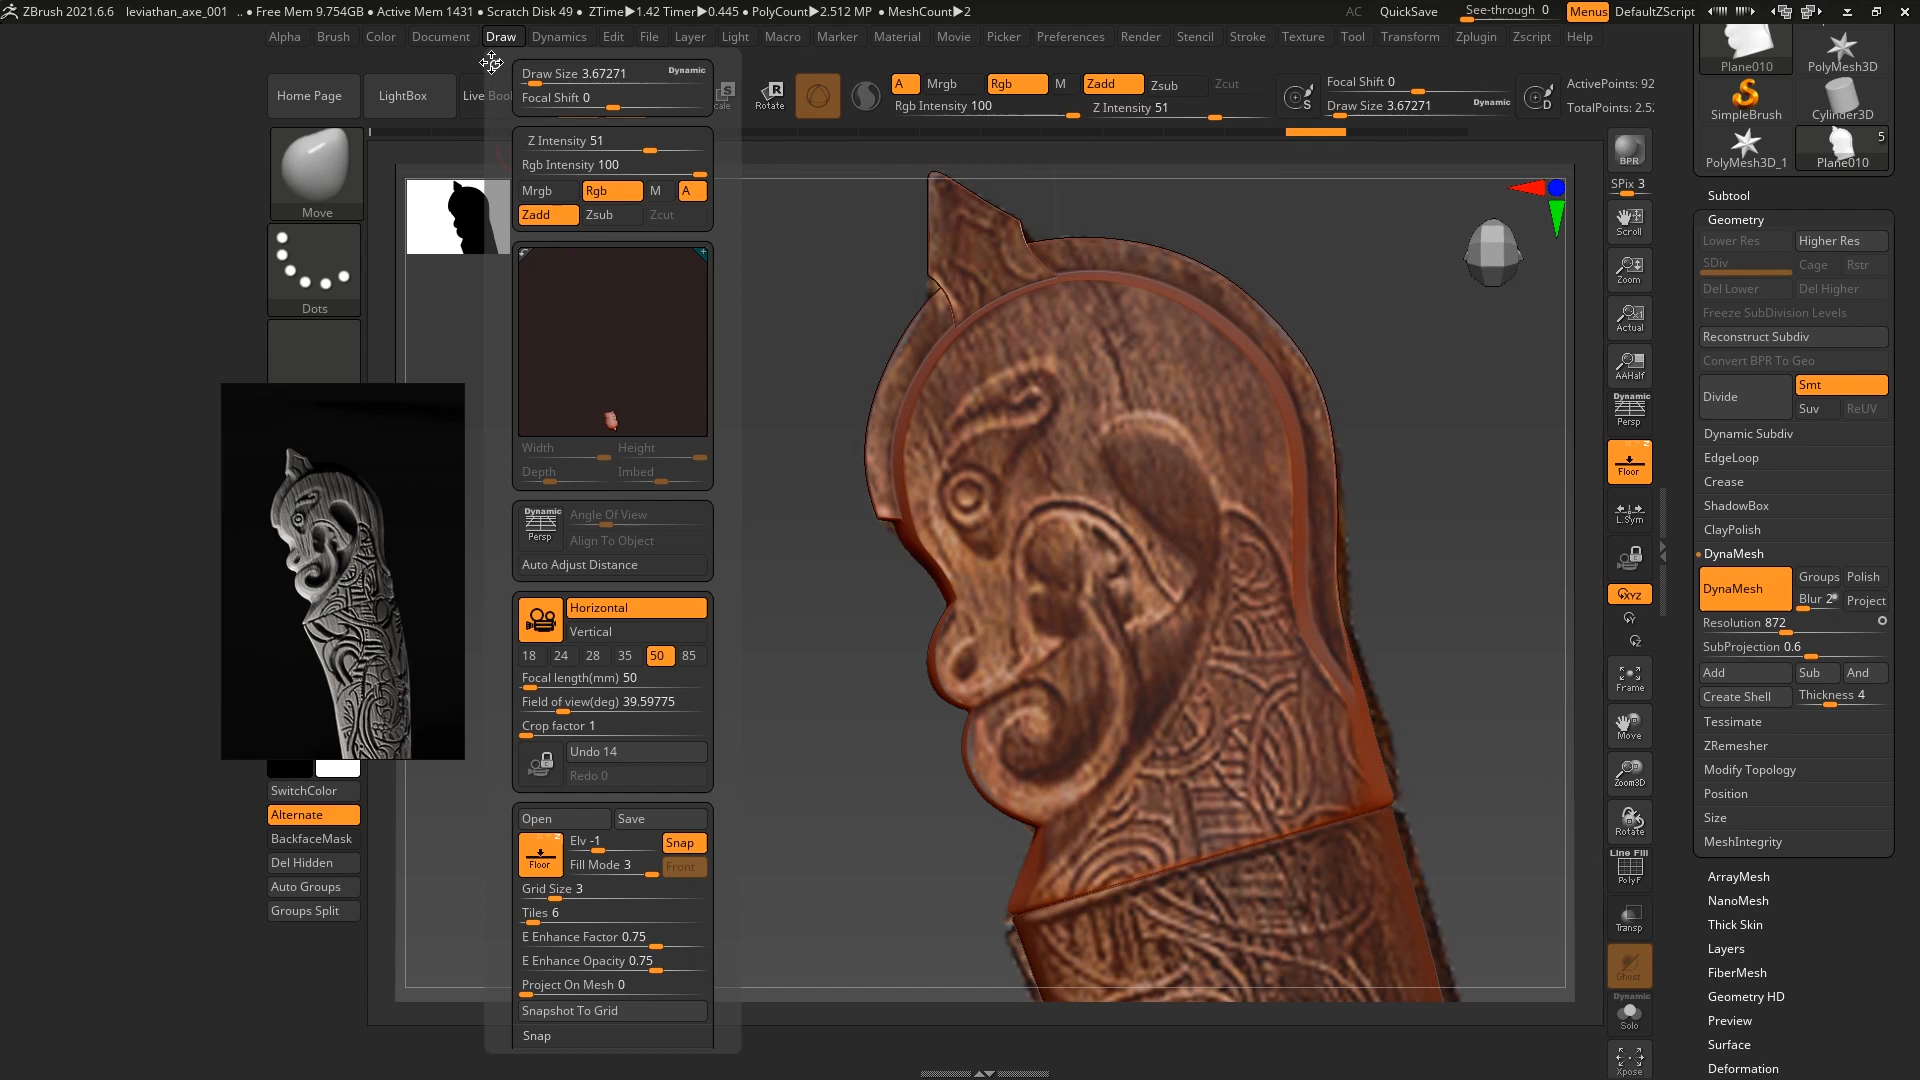 ZBrush 2021.6.6 leviathan_axe_001 .. • Free Mem 9.754GB • Active Mem 1431 • Scratch Disk 49 • ZTime▶1.42 Timer▶0.445 • PolyCount▶2.512 MP • MeshCount▶2 AC QuickSave See-through 0 Menus DefaultZScript
Alpha Brush Color Document Draw Dynamics Edit File Layer Light Macro Marker Material Movie Picker Preferences Render Stencil Stroke Texture Tool Transform Zplugin Zscript Help
Home Page LightBox Live Boo
Rotate
A Mrgb Rgb M Zadd Zsub Zcut
Rgb Intensity 100 Z Intensity 51
S
Focal Shift 0
Draw Size 3.67271 Dynamic
D
ActivePoints: 92
TotalPoints: 2.5
Move
Dots
SwitchColor
Alternate
BackfaceMask
Del Hidden
Auto Groups
Groups Split
Draw Size 3.67271 Dynamic
Focal Shift 0
Z Intensity 51
Rgb Intensity 100
Mrgb Rgb M A
Zadd Zsub Zcut
Width Height
Depth Imbed
Dynamic
Persp
Angle Of View
Align To Object
Auto Adjust Distance
Horizontal
Vertical
18 24 28 35 50 85
Focal length(mm) 50
Field of view(deg) 39.59775
Crop factor 1
Undo 14
Redo 0
Open Save
Floor
Elv -1 Snap
Fill Mode 3 Front
Grid Size 3
Tiles 6
E Enhance Factor 0.75
E Enhance Opacity 0.75
Project On Mesh 0
Snapshot To Grid
Snap
BPR
SPix 3
Scroll
Zoom
Actual
AAHalf
Dynamic
Persp
Floor
L.Sym
XYZ
Frame
Move
Zoom3D
Rotate
Line Fill
PolyF
Transp
Ghost
Dynamic
Solo
Xpose
Plane010 PolyMesh3D
SimpleBrush Cylinder3D
5
PolyMesh3D_1 Plane010
Subtool
Geometry
Lower Res Higher Res
SDiv Cage Rstr
Del Lower Del Higher
Freeze SubDivision Levels
Reconstruct Subdiv
Convert BPR To Geo
Divide Smt
Suv ReUV
Dynamic Subdiv
EdgeLoop
Crease
ShadowBox
ClayPolish
DynaMesh
DynaMesh Groups Polish
Blur 2 Project
Resolution 872
SubProjection 0.6
Add Sub And
Create Shell Thickness 4
Tessimate
ZRemesher
Modify Topology
Position
Size
MeshIntegrity
ArrayMesh
NanoMesh
Thick Skin
Layers
FiberMesh
Geometry HD
Preview
Surface
Deformation